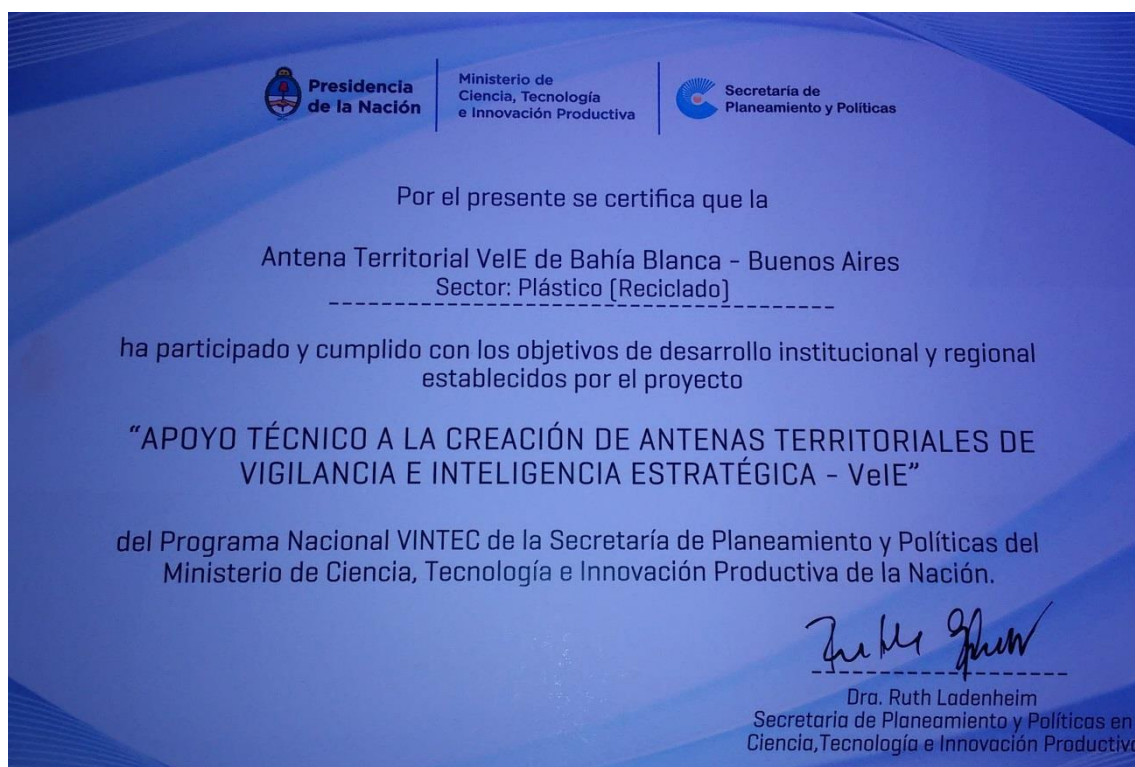 Presidencia
de la Nación
Ministerio de
Ciencia, Tecnología
e Innovación Productiva
Secretaría de
Planeamiento y Políticas
Por el presente se certifica que la
Antena Territorial VeIE de Bahía Blanca - Buenos Aires
Sector: Plástico (Reciclado)
ha participado y cumplido con los objetivos de desarrollo institucional y regional
establecidos por el proyecto
“APOYO TÉCNICO A LA CREACIÓN DE ANTENAS TERRITORIALES DE
VIGILANCIA E INTELIGENCIA ESTRATÉGICA - VeIE”
del Programa Nacional VINTEC de la Secretaría de Planeamiento y Políticas del
Ministerio de Ciencia, Tecnología e Innovación Productiva de la Nación.
Dra. Ruth Ladenheim
Secretaria de Planeamiento y Políticas en
Ciencia,Tecnología e Innovación Productiva